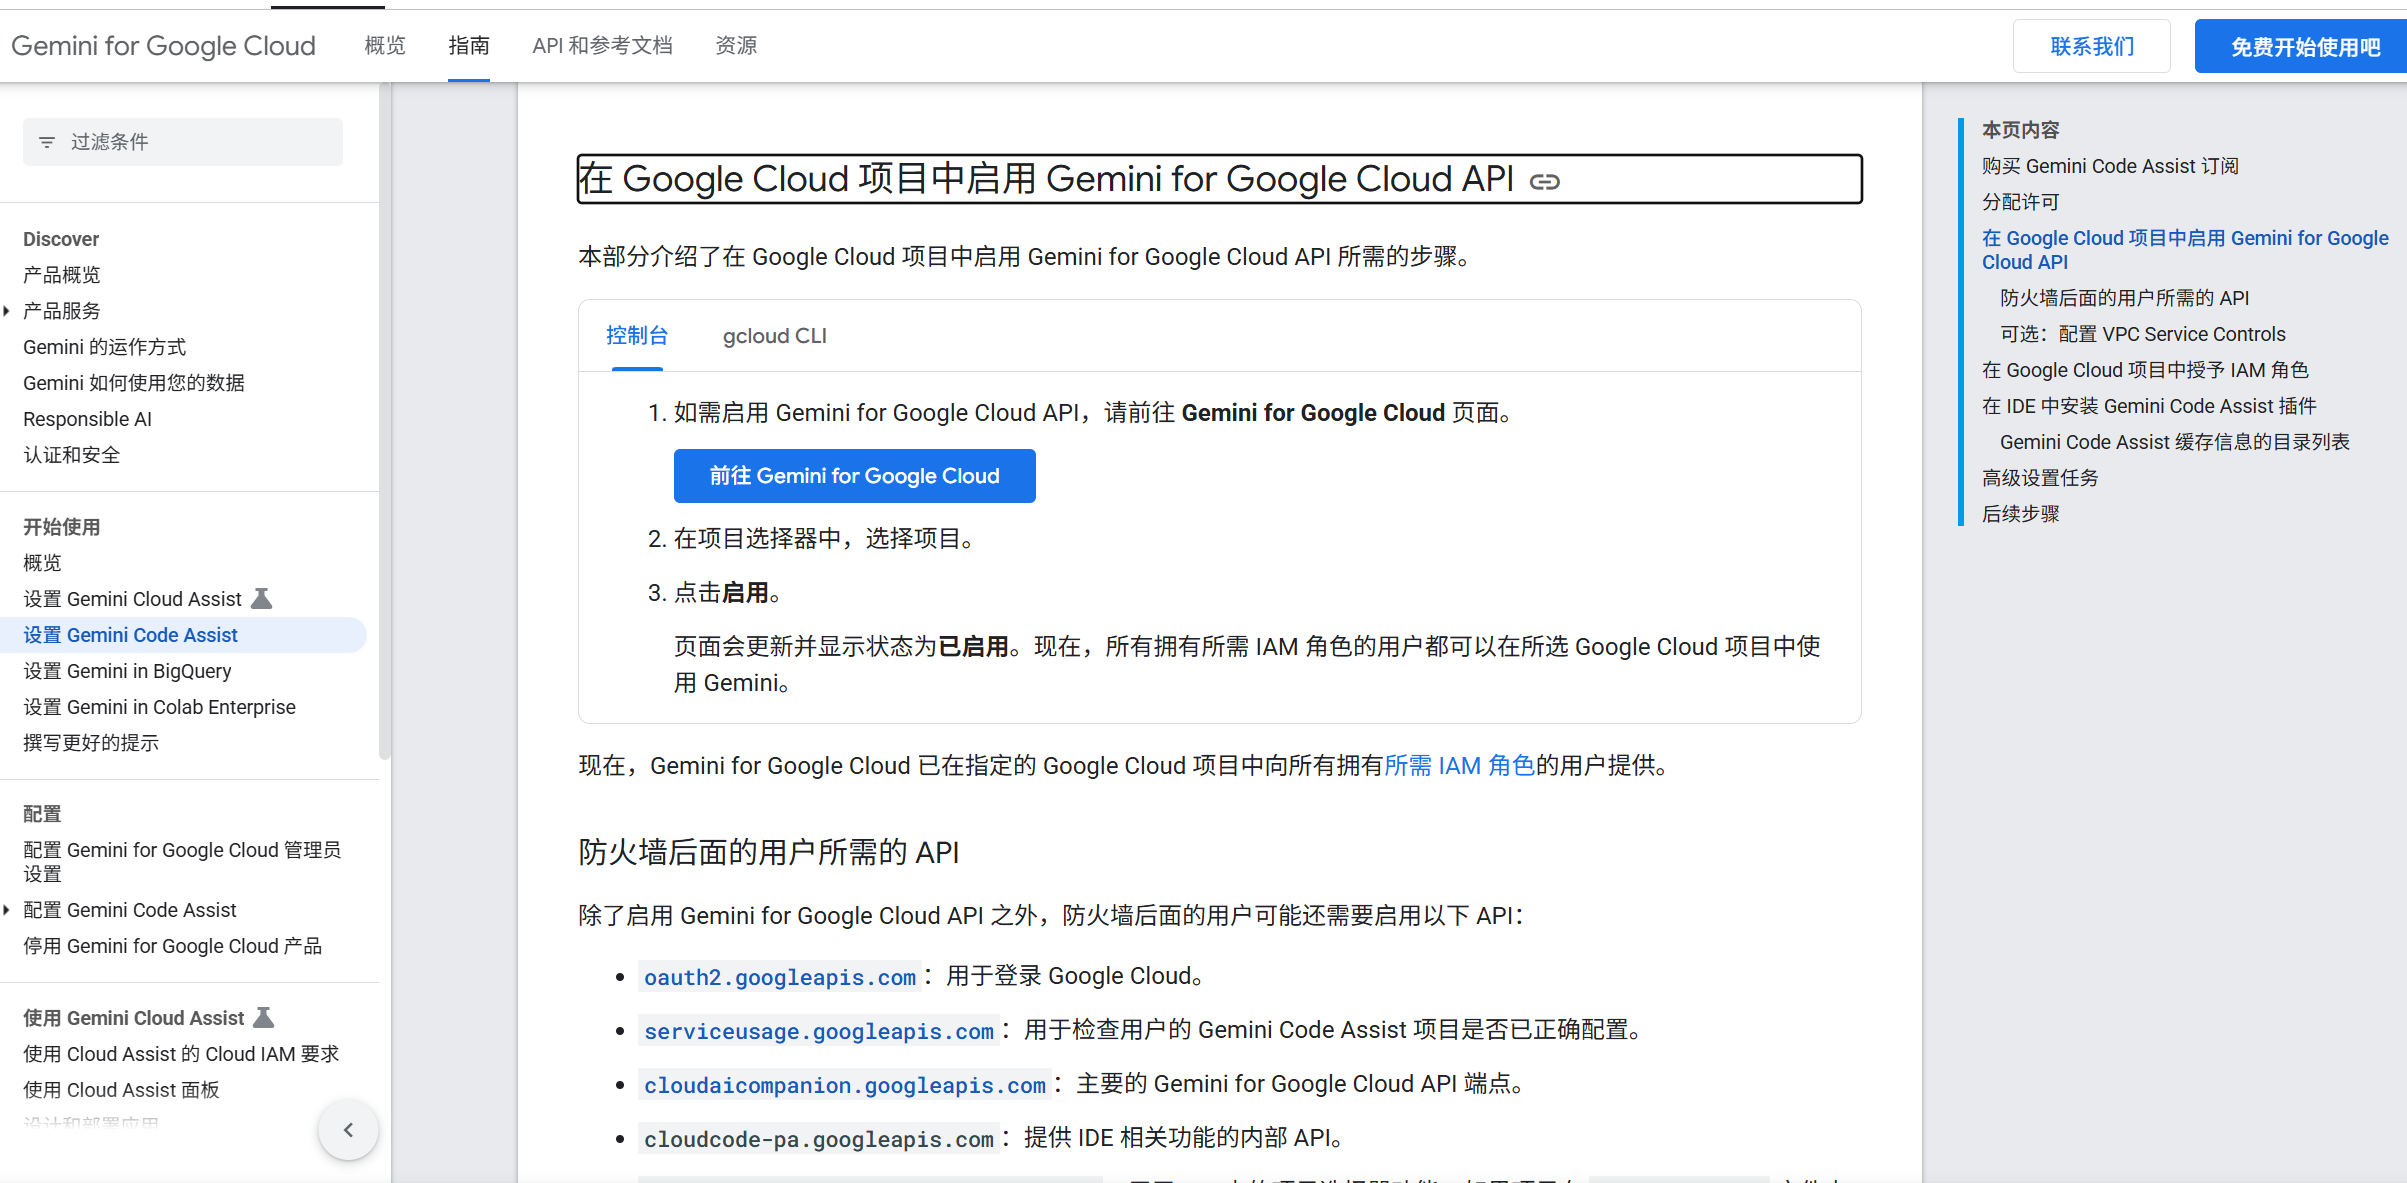 Gemini for Google Cloud
概览
指南
API 和参考文档
资源
联系我们
免费开始使用吧
过滤条件
Discover
产品概览
产品服务
Gemini 的运作方式
Gemini 如何使用您的数据
Responsible AI
认证和安全
开始使用
概览
设置 Gemini Cloud Assist
设置 Gemini Code Assist
设置 Gemini in BigQuery
设置 Gemini in Colab Enterprise
撰写更好的提示
配置
配置 Gemini for Google Cloud 管理员
设置
配置 Gemini Code Assist
停用 Gemini for Google Cloud 产品
使用 Gemini Cloud Assist
使用 Cloud Assist 的 Cloud IAM 要求
使用 Cloud Assist 面板
设计和部署应用
在 Google Cloud 项目中启用 Gemini for Google Cloud API
本部分介绍了在 Google Cloud 项目中启用 Gemini for Google Cloud API 所需的步骤。
控制台
gcloud CLI
1. 如需启用 Gemini for Google Cloud API，请前往 Gemini for Google Cloud 页面。
前往 Gemini for Google Cloud
2. 在项目选择器中，选择项目。
3. 点击启用。
页面会更新并显示状态为已启用。现在，所有拥有所需 IAM 角色的用户都可以在所选 Google Cloud 项目中使
用 Gemini。
现在，Gemini for Google Cloud 已在指定的 Google Cloud 项目中向所有拥有所需 IAM 角色的用户提供。
防火墙后面的用户所需的 API
除了启用 Gemini for Google Cloud API 之外，防火墙后面的用户可能还需要启用以下 API：
• oauth2.googleapis.com：用于登录 Google Cloud。
• serviceusage.googleapis.com：用于检查用户的 Gemini Code Assist 项目是否已正确配置。
• cloudaicompanion.googleapis.com：主要的 Gemini for Google Cloud API 端点。
• cloudcode-pa.googleapis.com：提供 IDE 相关功能的内部 API。
本页内容
购买 Gemini Code Assist 订阅
分配许可
在 Google Cloud 项目中启用 Gemini for Google
Cloud API
防火墙后面的用户所需的 API
可选：配置 VPC Service Controls
在 Google Cloud 项目中授予 IAM 角色
在 IDE 中安装 Gemini Code Assist 插件
Gemini Code Assist 缓存信息的目录列表
高级设置任务
后续步骤